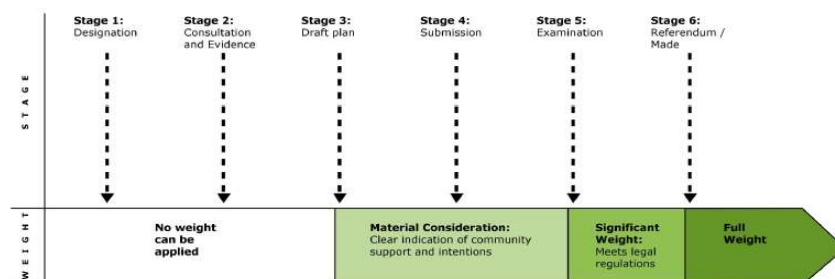 Stage 1:
Designation
Stage 2:
Consultation
and Evidence
Stage 3:
Draft plan
Stage 4:
Submission
Stage 5:
Examination
Stage 6:
Referendum /
Made
STAGE
WEIGHT
No weight
can be
applied
Material Consideration:
Clear indication of community
support and intentions
Significant
Weight:
Meets legal
regulations
Full
Weight